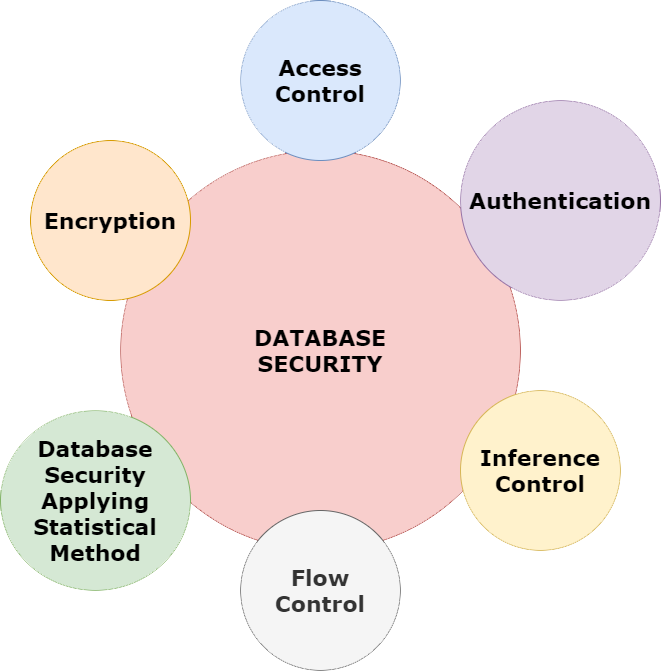 Access
Control
Authentication
Encryption
DATABASE
SECURITY
Database
Security
Applying
Statistical
Method
Inference
Control
Flow
Control